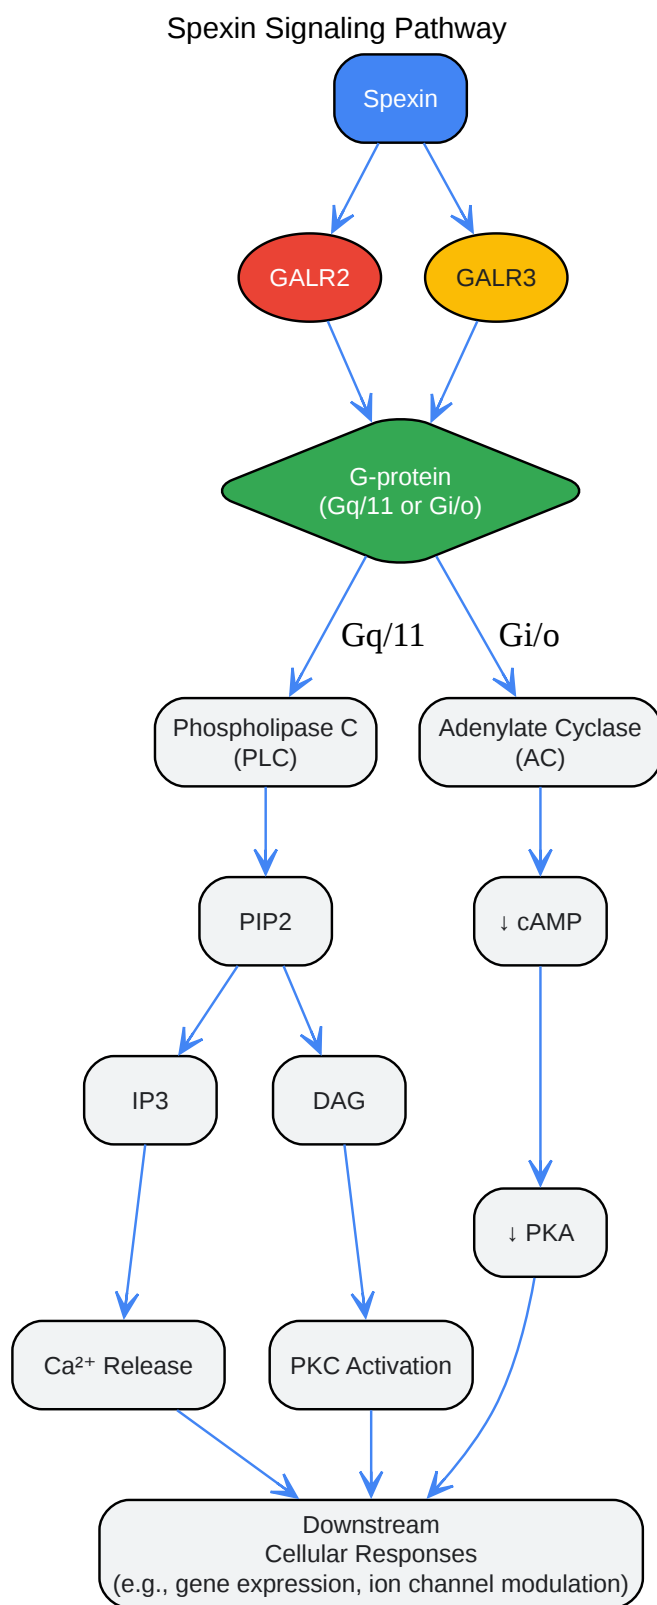 Spexin Signaling Pathway
Spexin
GALR2
GALR3
G-protein
(Gq/11 or Gi/o)
Gq/11
Gi/o
Phospholipase C
(PLC)
Adenylate Cyclase
(AC)
PIP2
↓ cAMP
IP3
DAG
↓ PKA
Ca²⁺ Release
PKC Activation
Downstream
Cellular Responses
(e.g., gene expression, ion channel modulation)